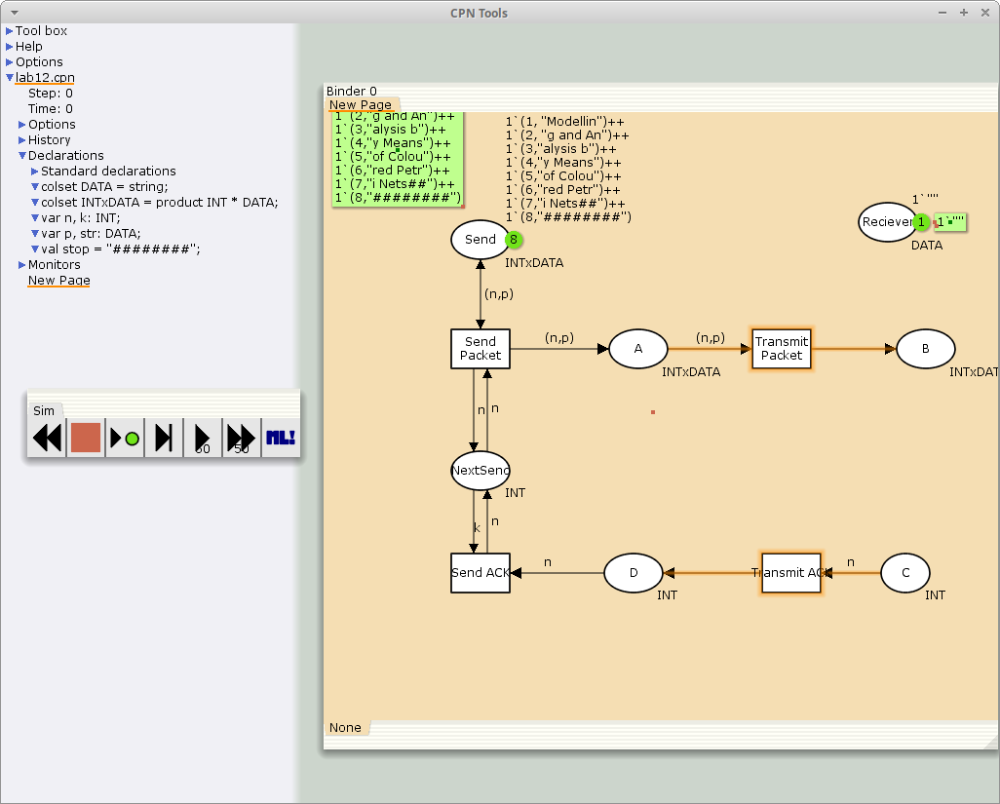 CPN Tools
Tool box
Help
Options
lab12.cpn
Step: 0
Time: 0
Options
History
Declarations
Standard declarations
colset DATA = string;
colset INTxDATA = product INT * DATA;
var n, k: INT;
var p, str: DATA;
val stop = "########";
Monitors
New Page
Sim
50
50
ML!
Binder 0
New Page
1`(2, "g and An")++
1`(3,"alysis b")++
1`(4,"y Means")++
1`(5,"of Colou")++
1`(6,"red Petr")++
1`(7,"i Nets##")++
1`(8,"########")
1`(1, "Modellin")++
1`(2, "g and An")++
1`(3,"alysis b")++
1`(4,"y Means")++
1`(5,"of Colou")++
1`(6,"red Petr")++
1`(7,"i Nets##")++
1`(8,"########")
Send
8
INTxDATA
1`""
Reciever
1
1`""
DATA
(n,p)
Send
Packet
(n,p)
A
INTxDATA
(n,p)
Transmit
Packet
B
INTxDAT
n
n
NextSend
INT
k
n
Send ACK
n
D
INT
Transmit ACK
n
C
INT
None